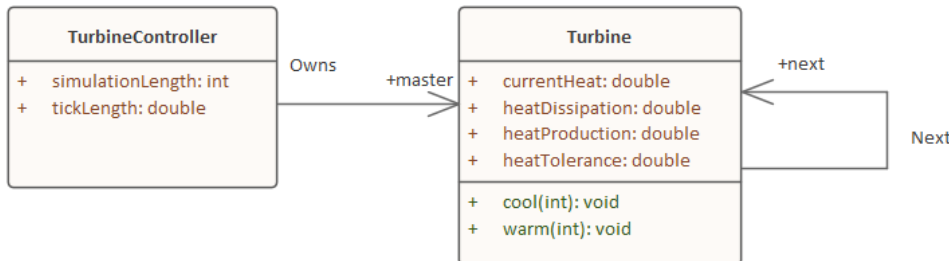 TurbineController
+ simulationLength: int
+ tickLength: double
Owns
+master
Turbine
+ currentHeat: double
+ heatDissipation: double
+ heatProduction: double
+ heatTolerance: double
+ cool(int): void
+ warm(int): void
+next
Next